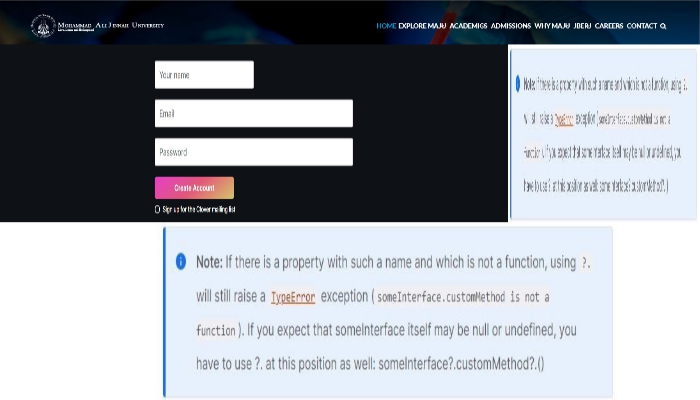 Mohammad Ali Jinnah University
HOME EXPLORE MAJU ACADEMICS ADMISSIONS WHY MAJU JBERJ CAREERS CONTACT
Your name
Email
Password
Create Account
Sign up for the Clover mailing list
Note: If there is a property with such a name and which is not a function, using ?.
will still raise a TypeError exception (someInterface.customMethod is not a
function). If you expect that someInterface itself may be null or undefined, you
have to use ?. at this position as well: someInterface?.customMethod?.()
Note: If there is a property with such a name and which is not a function, using ?.
will still raise a TypeError exception ( someInterface.customMethod is not a
function ). If you expect that someInterface itself may be null or undefined, you
have to use ?. at this position as well: someInterface?.customMethod?.()